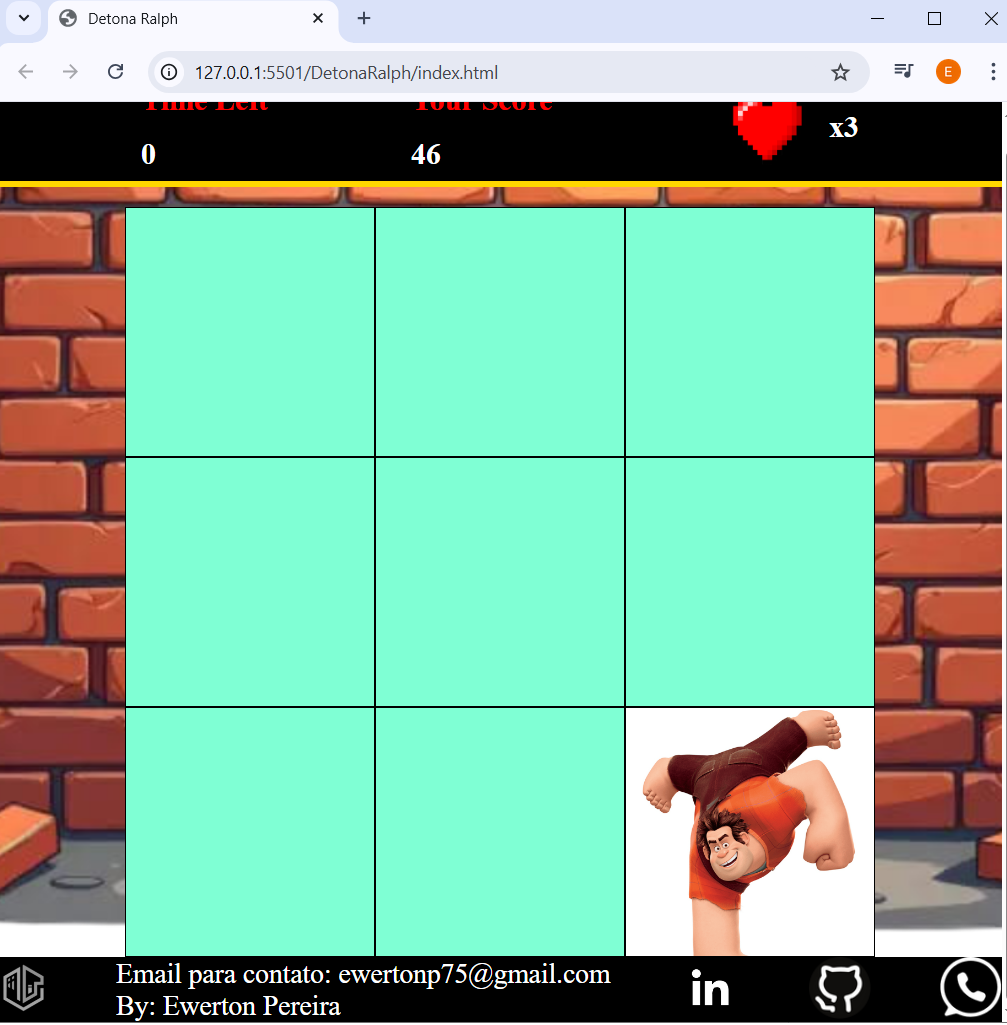 Detona Ralph
127.0.0.1:5501/DetonaRalph/index.html
E
Time Left
Your Score
x3
0
46
Email para contato: ewertonp75@gmail.com
By: Ewerton Pereira
in